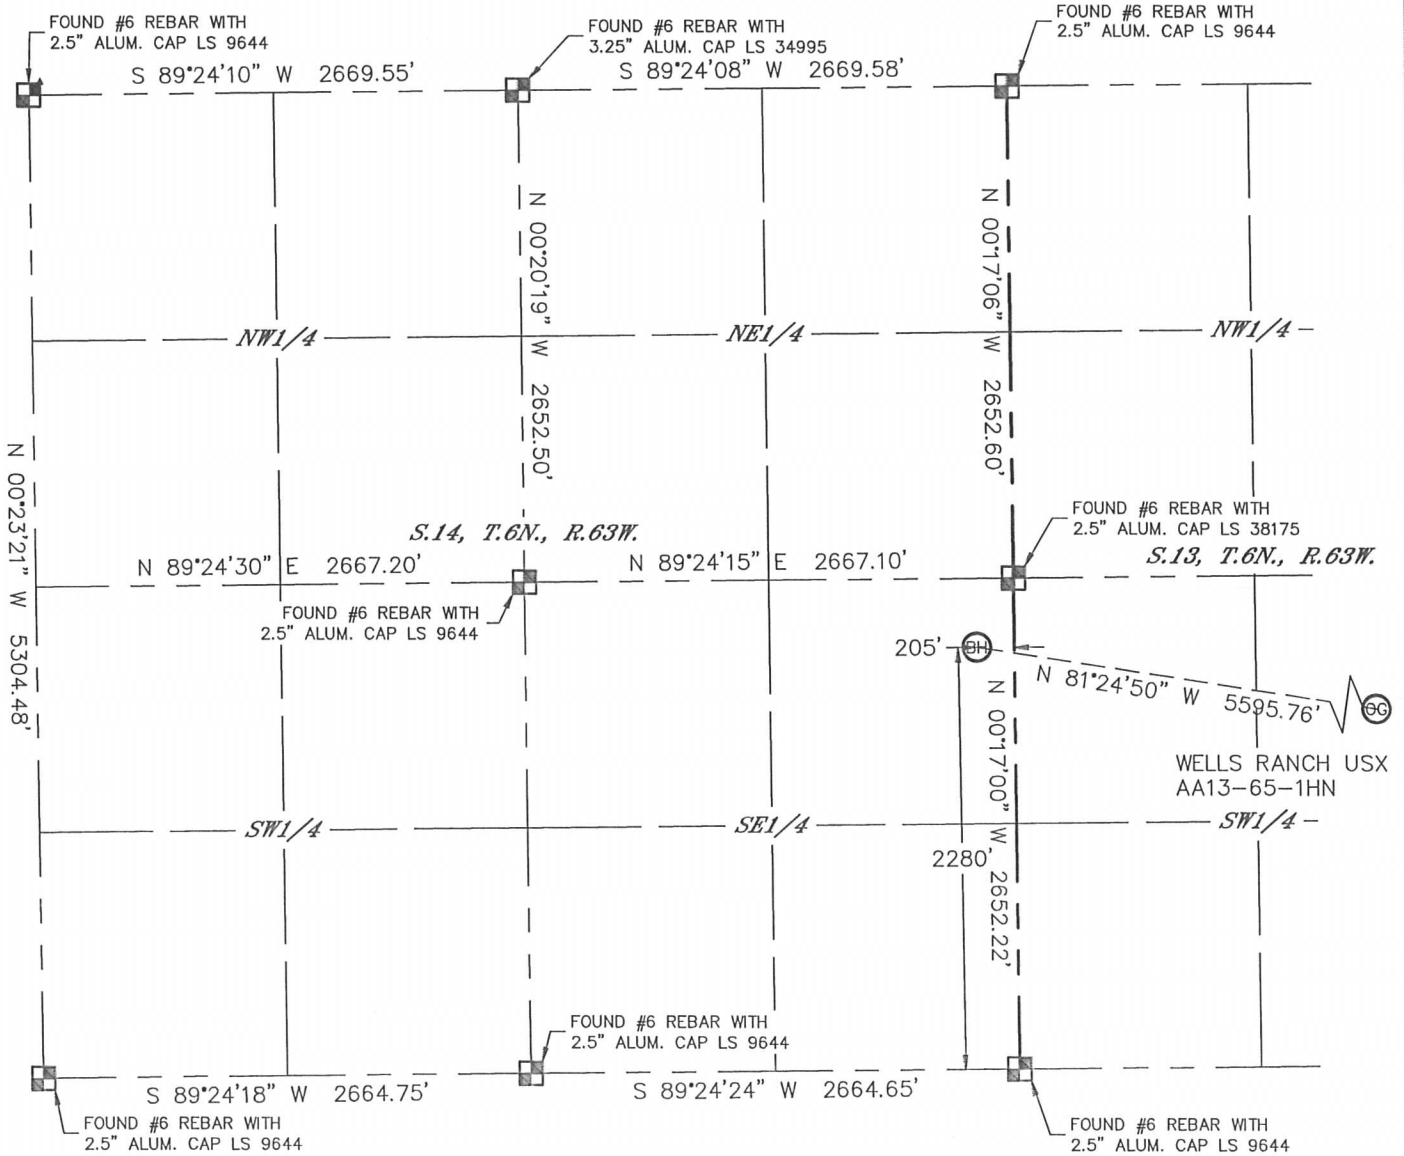 FOUND #6 REBAR WITH
2.5" ALUM. CAP LS 9644
FOUND #6 REBAR WITH
3.25" ALUM. CAP LS 34995
FOUND #6 REBAR WITH
2.5" ALUM. CAP LS 9644
S 89°24'10" W 2669.55'
S 89°24'08" W 2669.58'
N 00°20'19" W 2652.50'
N 00°17'06" W 2652.60'
NW1/4
NE1/4
NW1/4
N 00°23'21" W 5304.48'
S.14, T.6N., R.63W.
FOUND #6 REBAR WITH
2.5" ALUM. CAP LS 38175
S.13, T.6N., R.63W.
N 89°24'30" E 2667.20'
N 89°24'15" E 2667.10'
FOUND #6 REBAR WITH
2.5" ALUM. CAP LS 9644
205'
BH
N 81°24'50" W 5595.76'
OG
N 00°17'00" W 2652.22'
WELLS RANCH USX
AA13-65-1HN
SW1/4
SE1/4
SW1/4
2280'
FOUND #6 REBAR WITH
2.5" ALUM. CAP LS 9644
S 89°24'18" W 2664.75'
S 89°24'24" W 2664.65'
FOUND #6 REBAR WITH
2.5" ALUM. CAP LS 9644
FOUND #6 REBAR WITH
2.5" ALUM. CAP LS 9644